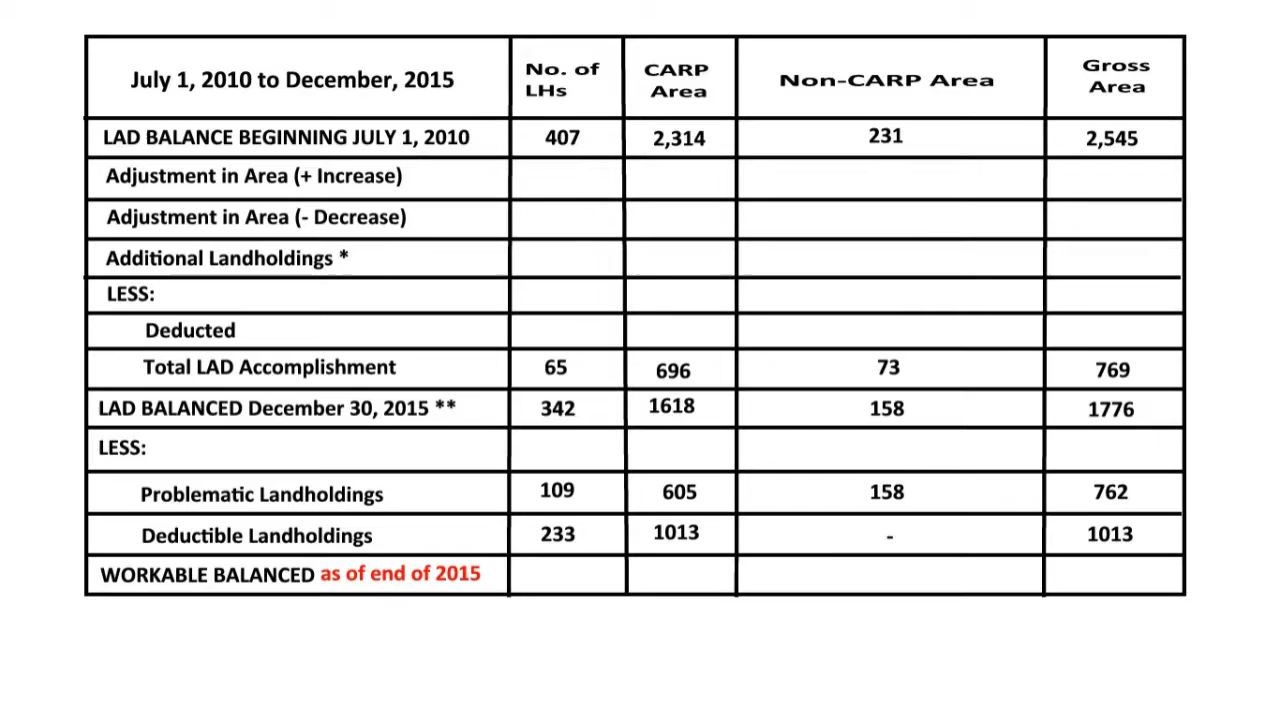 July 1, 2010 to December, 2015 No. of LHs CARP Area Non-CARP Area Gross Area
LAD BALANCE BEGINNING JULY 1, 2010 407 2,314 231 2,545
Adjustment in Area (+ Increase)
Adjustment in Area (- Decrease)
Additional Landholdings *
LESS:
Deducted
Total LAD Accomplishment 65 696 73 769
LAD BALANCED December 30, 2015 ** 342 1618 158 1776
LESS:
Problematic Landholdings 109 605 158 762
Deductible Landholdings 233 1013 - 1013
WORKABLE BALANCED as of end of 2015